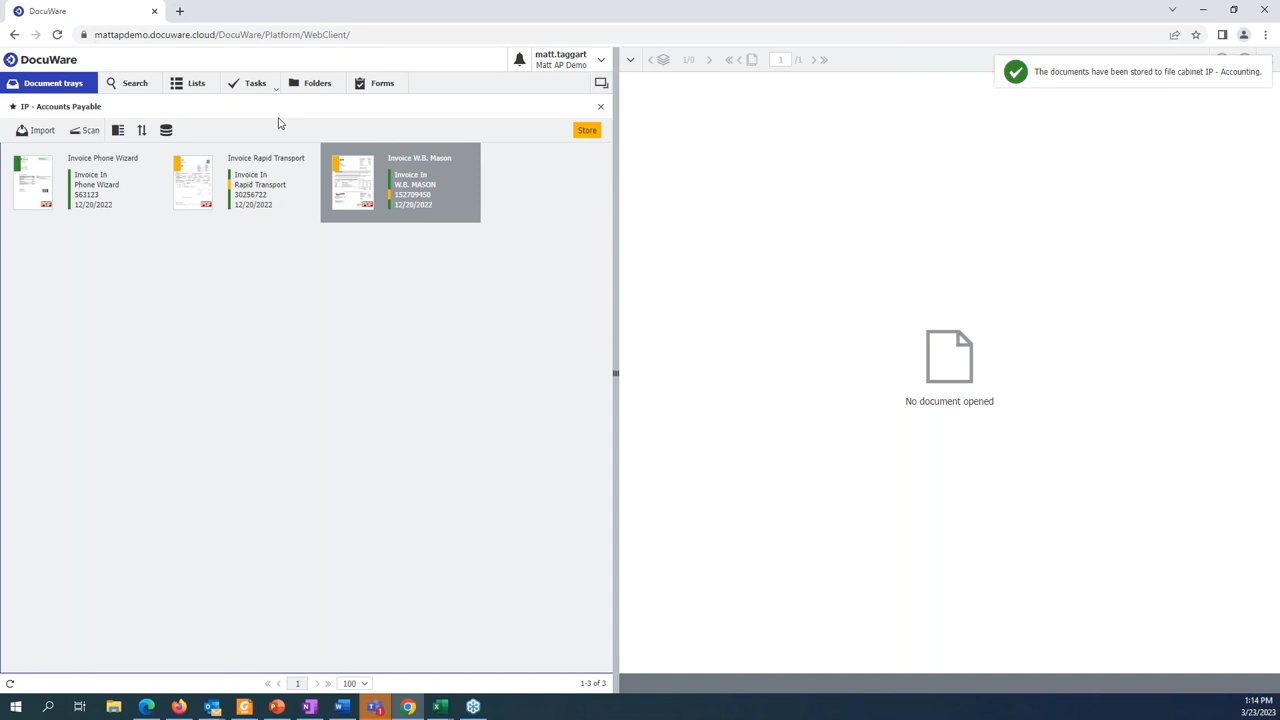 DocuWare
mattapdemo.docuware.cloud/DocuWare/Platform/WebClient/
DocuWare
matt.taggart
Matt AP Demo
1/0
1
/1
The documents have been stored to file cabinet IP - Accounting.
Document trays
Search
Lists
Tasks
Folders
Forms
IP - Accounts Payable
Import
Scan
Store
Invoice Phone Wizard
Invoice In
Phone Wizard
563123
12/20/2022
Invoice Rapid Transport
Invoice In
Rapid Transport
30256722
12/20/2022
Invoice W.B. Mason
Invoice In
W.B. MASON
152709450
12/20/2022
PDF
PDF
PDF
No document opened
1
100
1-3 of 3
1:14 PM
3/23/2023